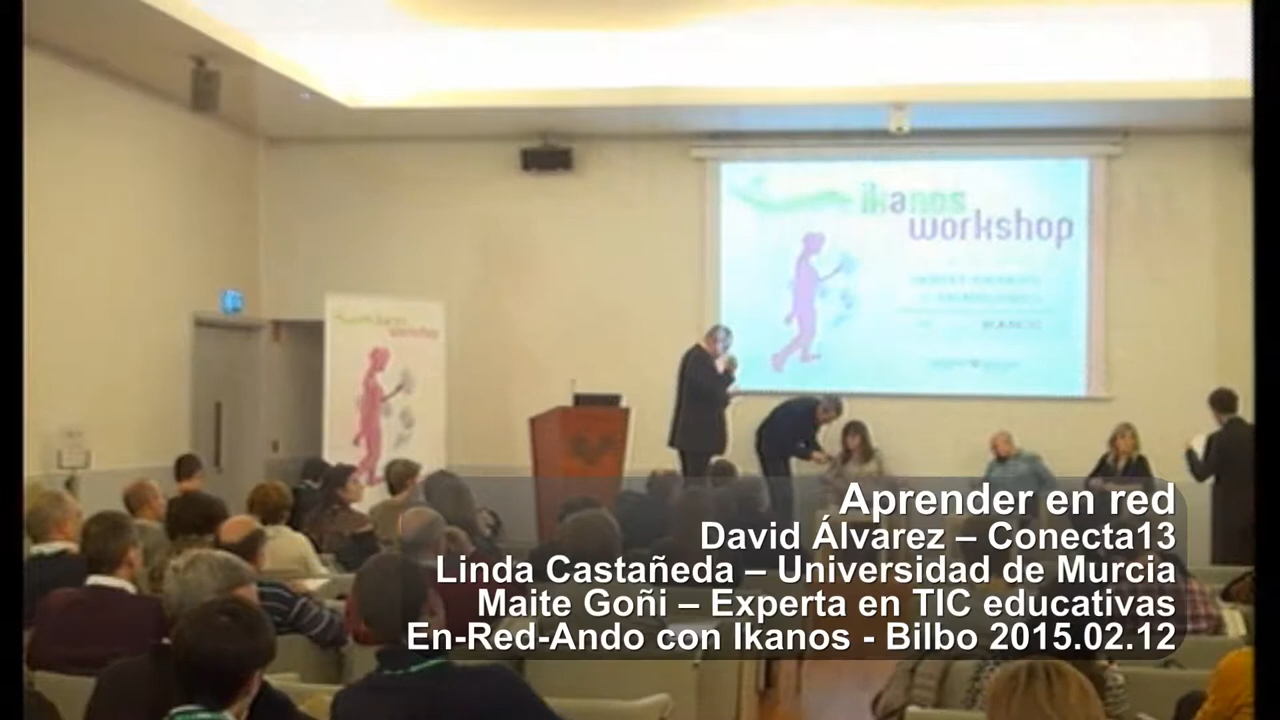 ikanos
workshop
Aprender en red
David Álvarez – Conecta13
Linda Castañeda – Universidad de Murcia
Maite Goñi – Experta en TIC educativas
En-Red-Ando con Ikanos - Bilbo 2015.02.12